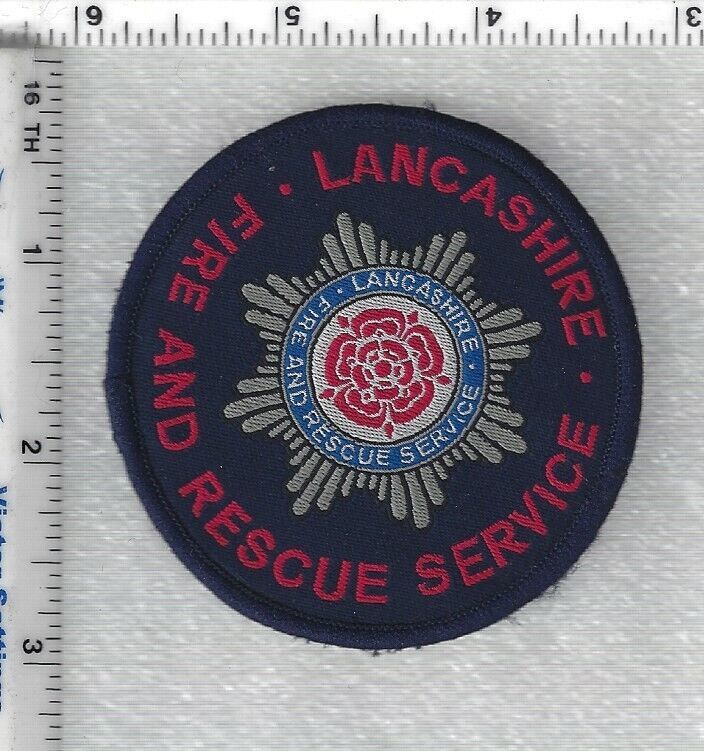 6 5 4 3
16 TH
1
2
3
LANCASHIRE
FIRE AND RESCUE SERVICE
LANCASHIRE
FIRE AND RESCUE SERVICE